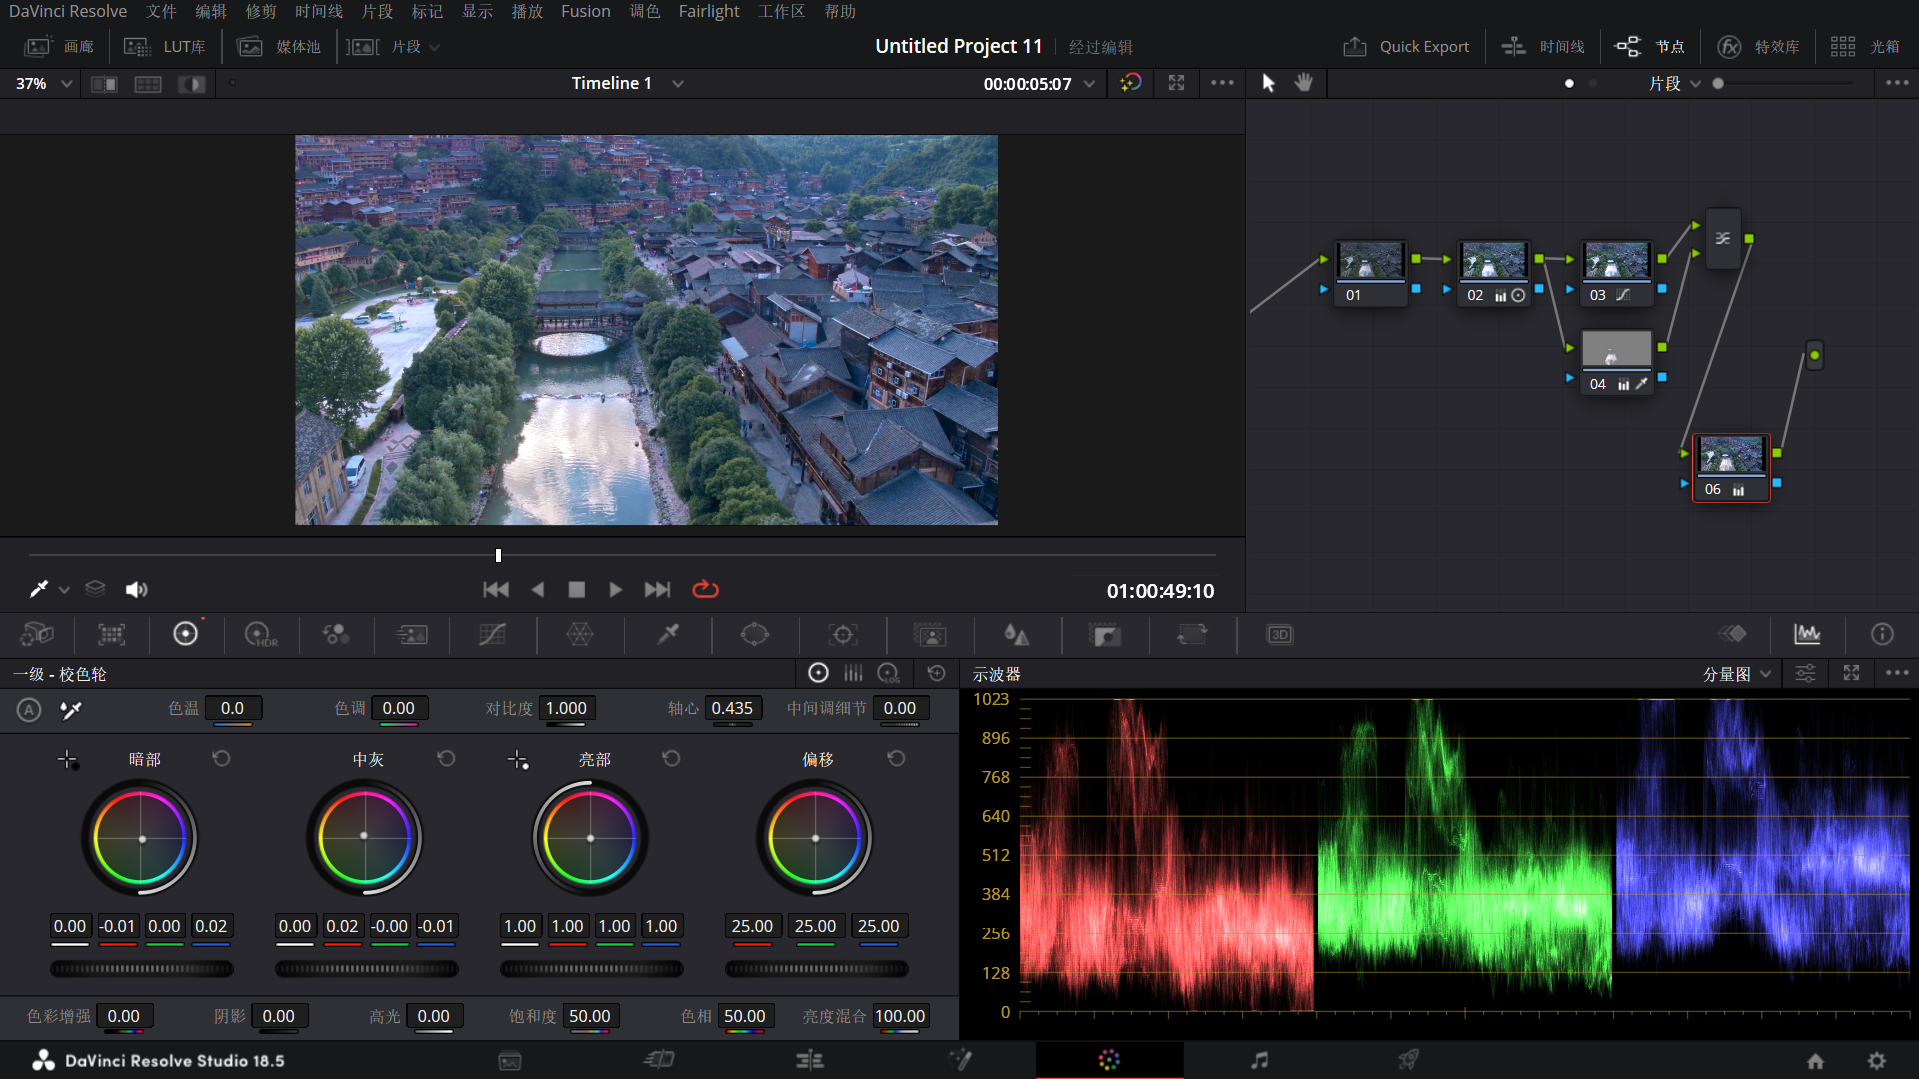 DaVinci Resolve 文件 编辑 修剪 时间线 片段 标记 显示 播放 Fusion 调色 Fairlight 工作区 帮助
画廊 LUT库 媒体池 片段 Untitled Project 11 经过编辑 Quick Export 时间线 节点 特效库 光箱
37% Timeline 1 00:00:05:07 片段
01 02 03
04
06
01:00:49:10
HDR 3D
一级 - 校色轮 LOG 示波器 分量图
A 色温 0.0 色调 0.00 对比度 1.000 轴心 0.435 中间调细节 0.00
暗部 中灰 亮部 偏移
0.00 -0.01 0.00 0.02 0.00 0.02 -0.00 -0.01 1.00 1.00 1.00 1.00 25.00 25.00 25.00
色彩增强 0.00 阴影 0.00 高光 0.00 饱和度 50.00 色相 50.00 亮度混合 100.00
1023
896
768
640
512
384
256
128
0
DaVinci Resolve Studio 18.5